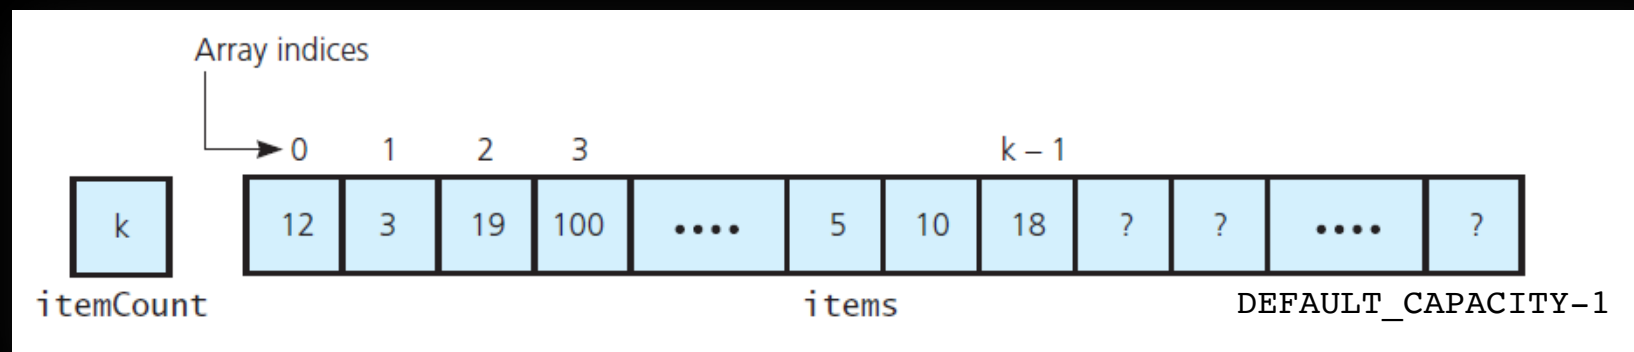 Array indices
0 1 2 3 k – 1
k 12 3 19 100 •••• 5 10 18 ? ? •••• ?
itemCount items DEFAULT_CAPACITY-1